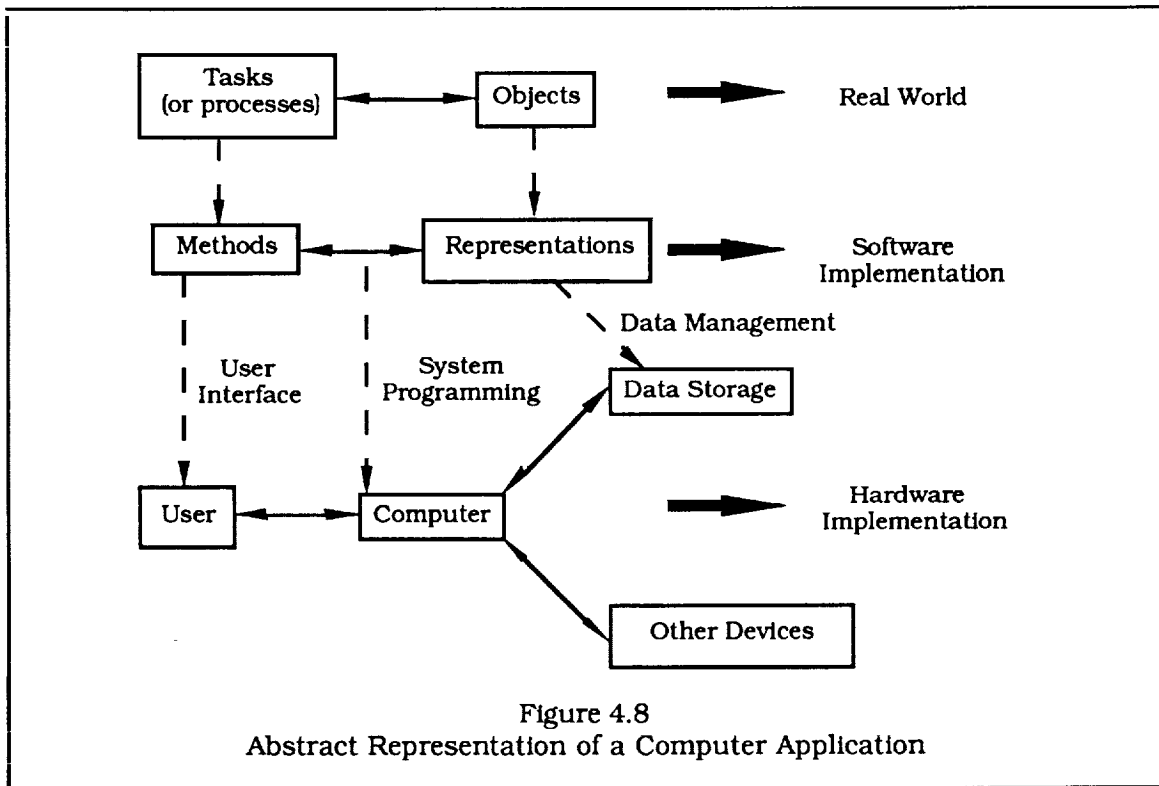 Tasks
(or processes)
Objects
Real World
Methods
Representations
Software
Implementation
Data Management
User
Interface
System
Programming
Data Storage
User
Computer
Hardware
Implementation
Other Devices
Figure 4.8
Abstract Representation of a Computer Application